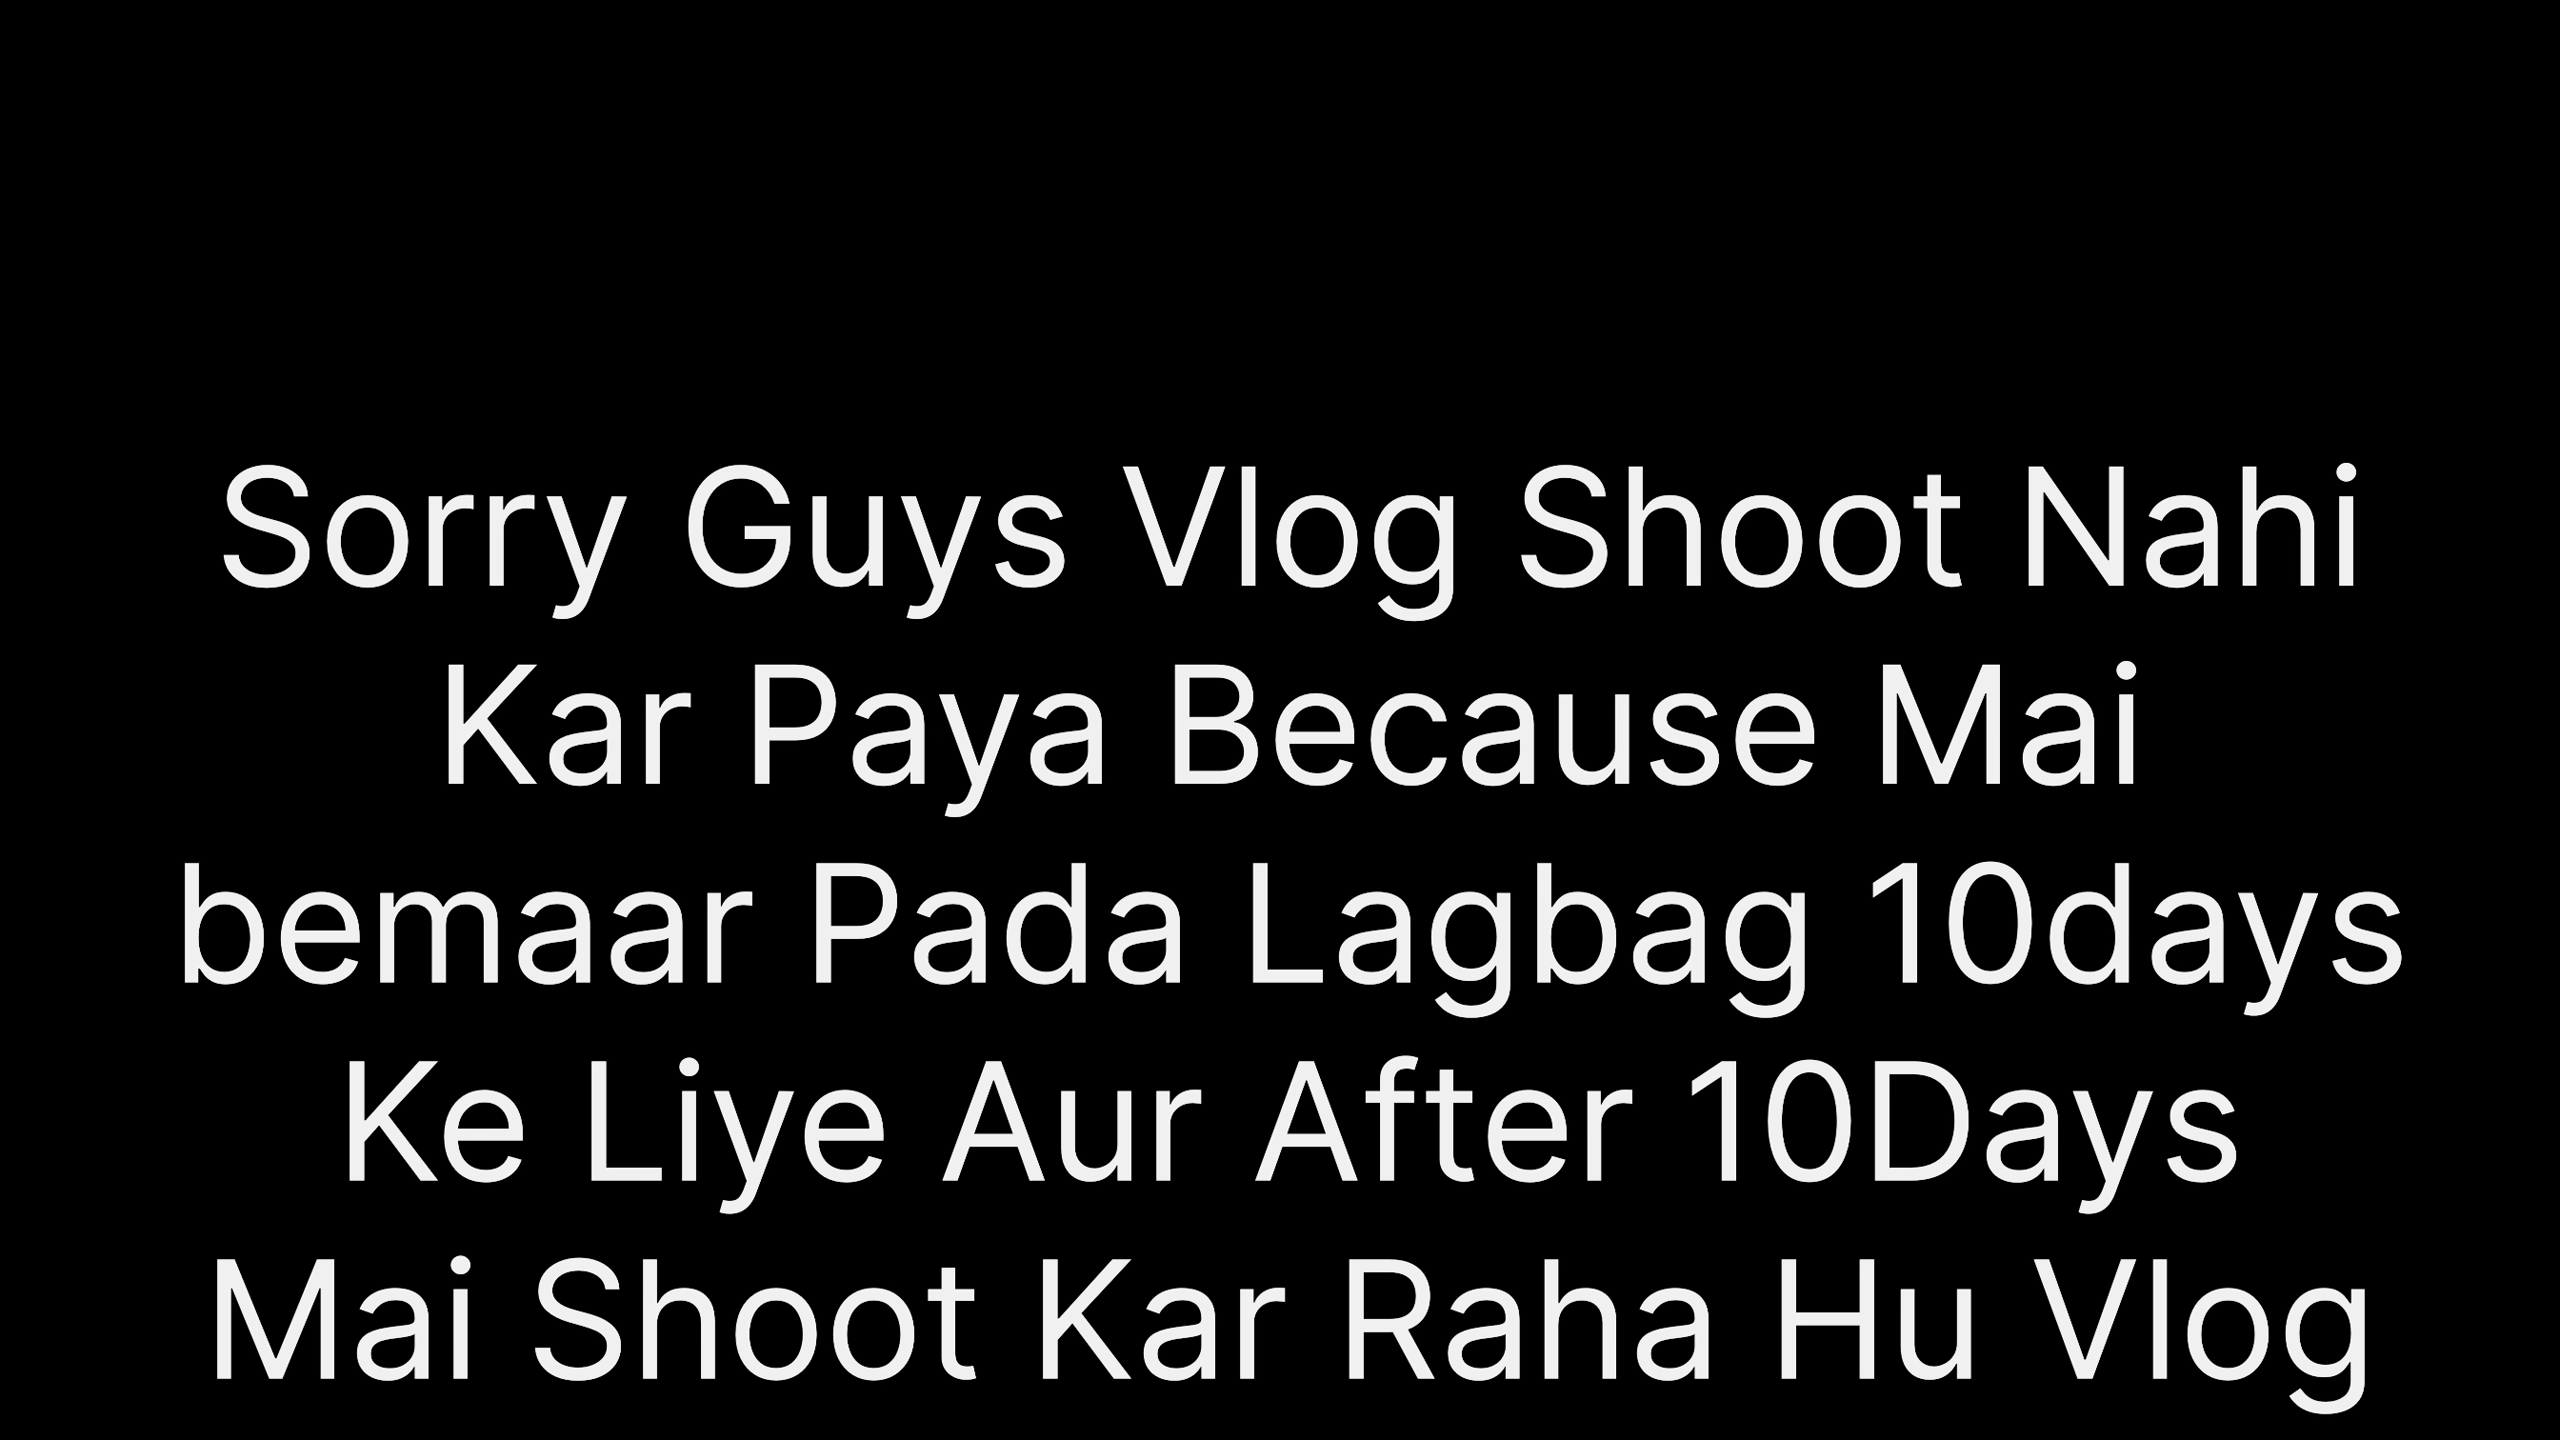 Sorry Guys Vlog Shoot Nahi
Kar Paya Because Mai
bemaar Pada Lagbag 10days
Ke Liye Aur After 10Days
Mai Shoot Kar Raha Hu Vlog